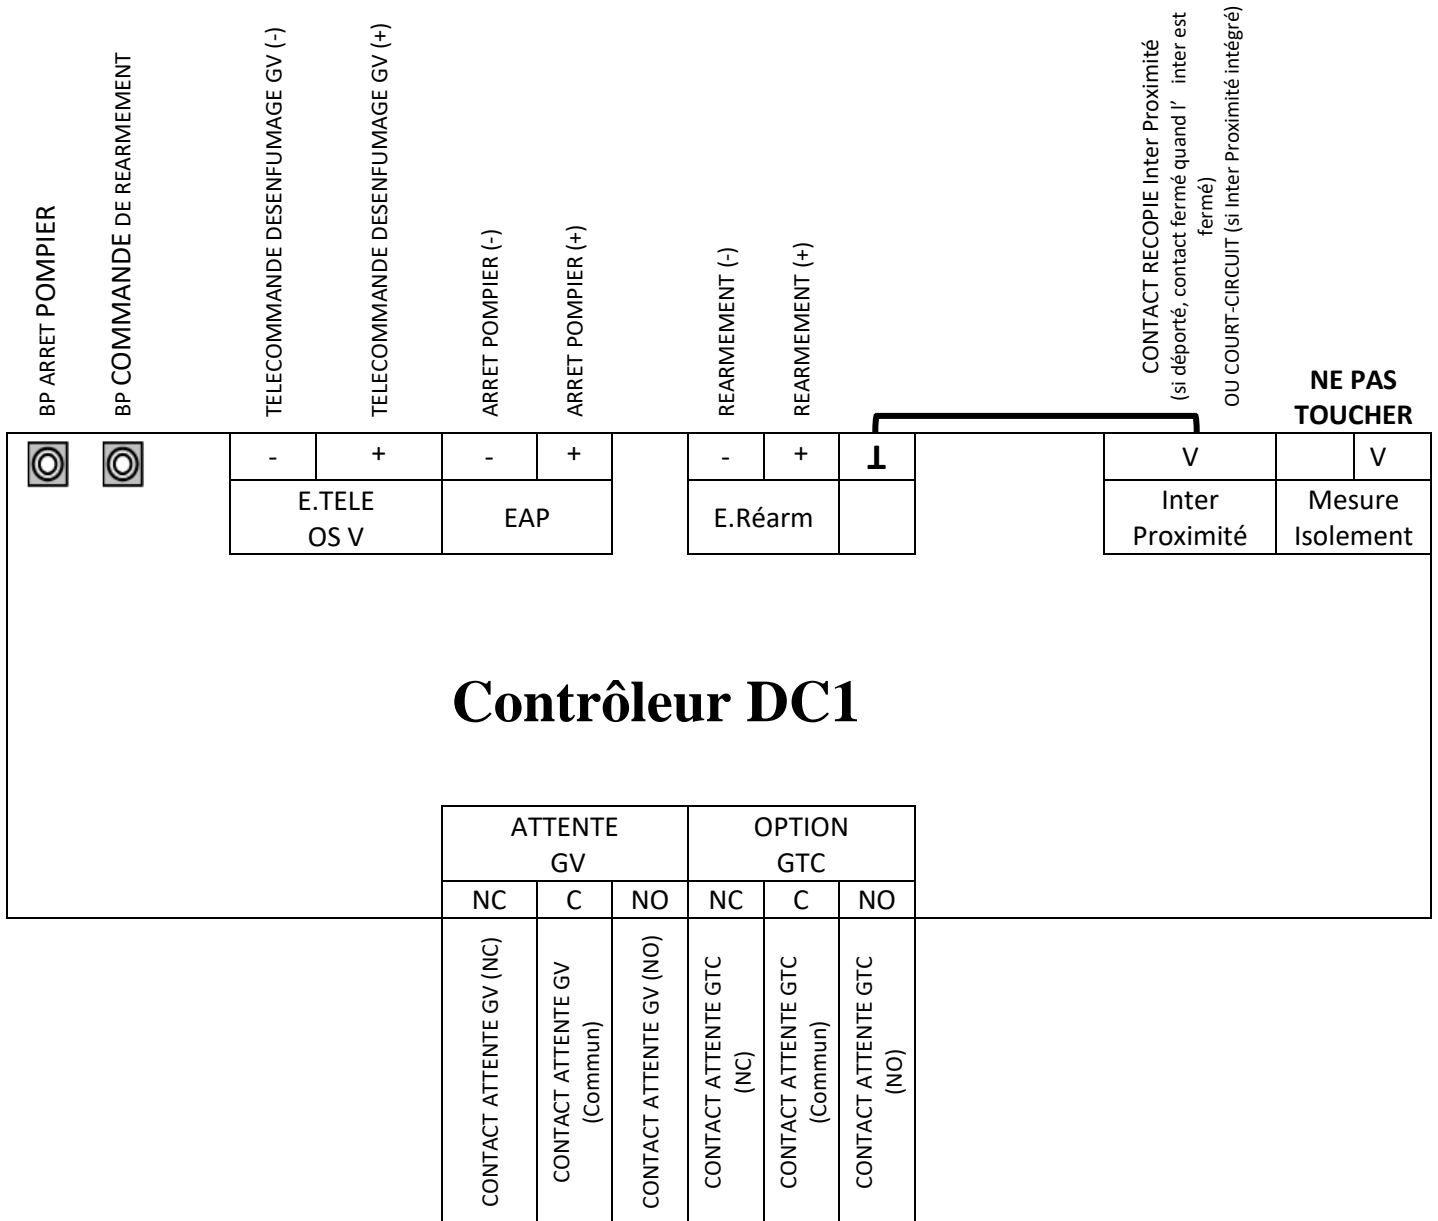 BP ARRET POMPIER
BP COMMANDE DE REARMEMENT
TELECOMMANDE DESENFUMAGE GV (-)
TELECOMMANDE DESENFUMAGE GV (+)
ARRET POMPIER (-)
ARRET POMPIER (+)
REARMEMENT (-)
REARMEMENT (+)
CONTACT RECOPIE Inter Proximité
(si déporté, contact fermé quand l’ inter est
fermé)
OU COURT-CIRCUIT (si Inter Proximité intégré)
NE PAS
TOUCHER
- + - + - + V V
E.TELE
OS V
EAP
E.Réarm
Inter
Proximité
Mesure
Isolement
Contrôleur DC1
ATTENTE
GV
OPTION
GTC
NC C NO NC C NO
CONTACT ATTENTE GV (NC)
CONTACT ATTENTE GV
(Commun)
CONTACT ATTENTE GV (NO)
CONTACT ATTENTE GTC
(NC)
CONTACT ATTENTE GTC
(Commun)
CONTACT ATTENTE GTC
(NO)